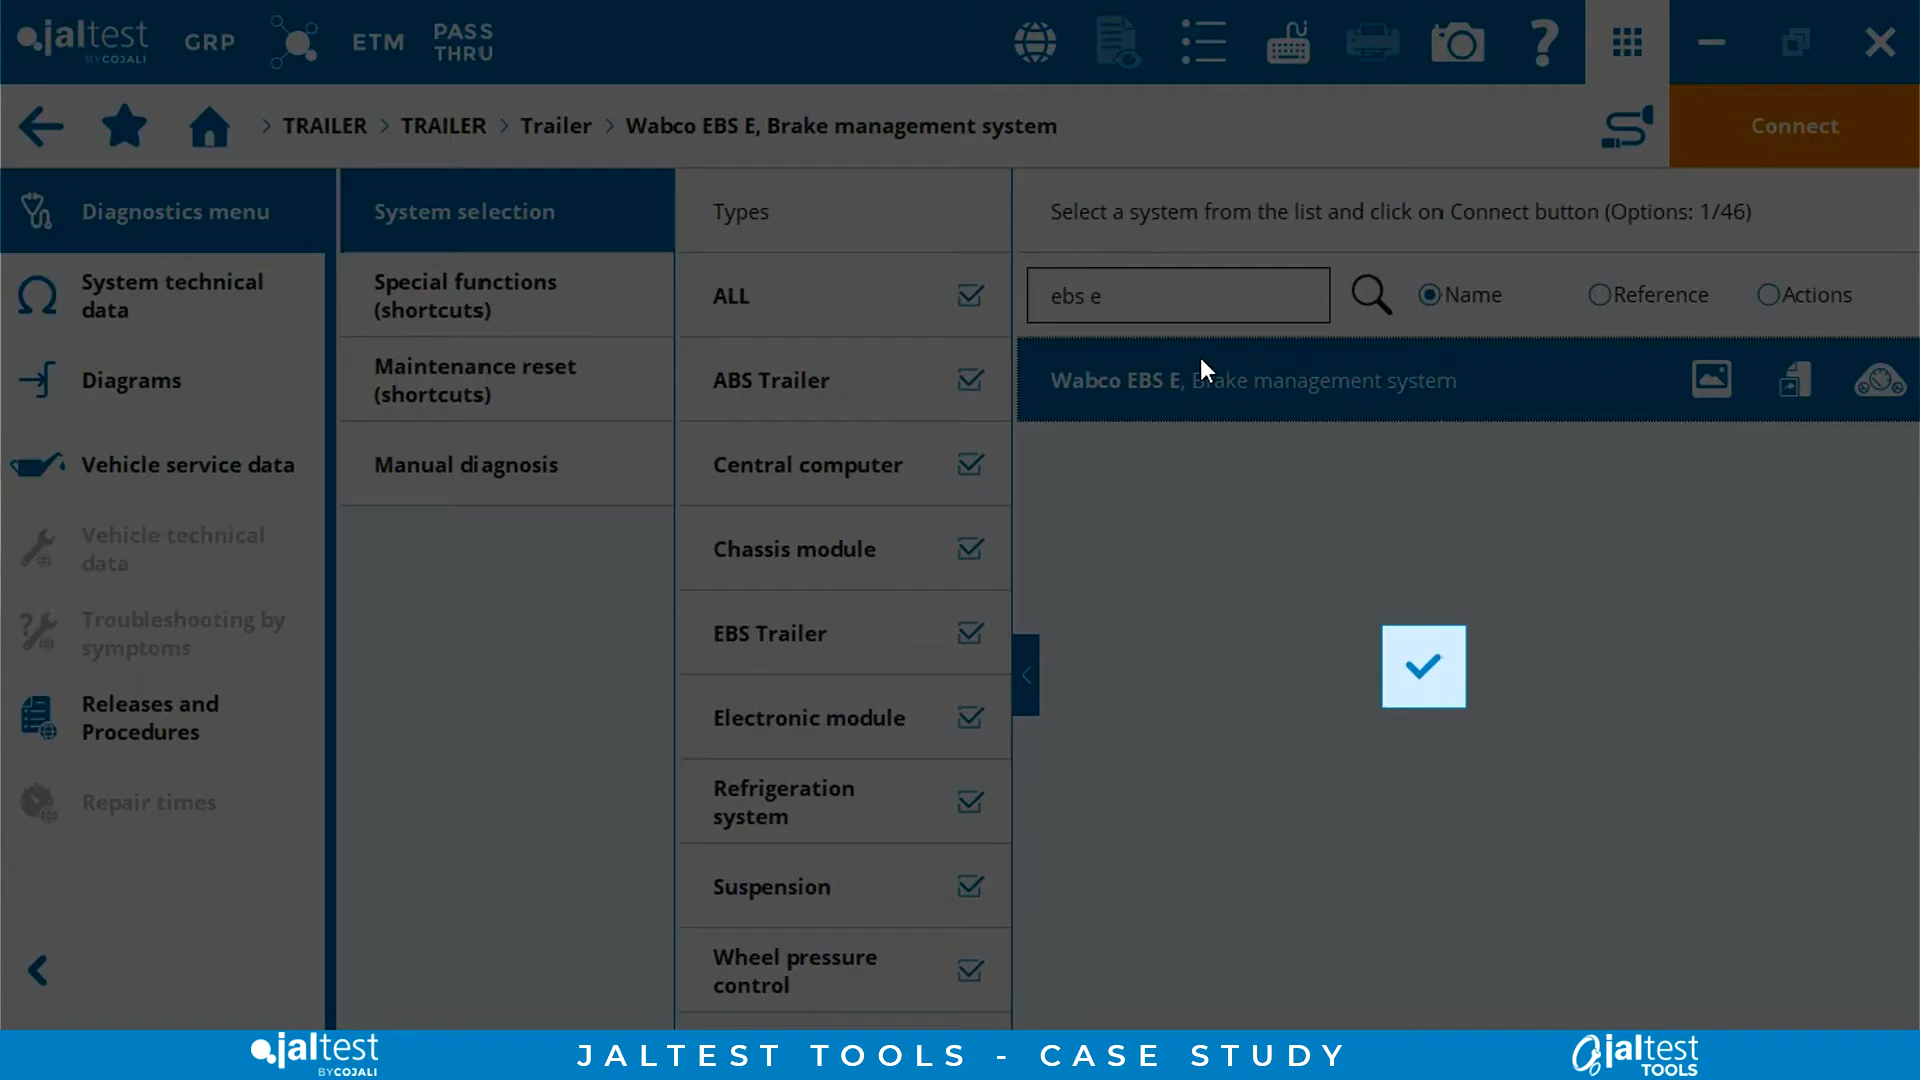 jaltest
BY COJALI
GRP
ETM
PASS
THRU
> TRAILER > TRAILER > Trailer > Wabco EBS E, Brake management system
Connect
Diagnostics menu
System technical
data
Diagrams
Vehicle service data
Vehicle technical
data
Troubleshooting by
symptoms
Releases and
Procedures
Repair times
System selection
Special functions
(shortcuts)
Maintenance reset
(shortcuts)
Manual diagnosis
Types
ALL
ABS Trailer
Central computer
Chassis module
EBS Trailer
Electronic module
Refrigeration
system
Suspension
Wheel pressure
control
Select a system from the list and click on Connect button (Options: 1/46)
ebs e
Name
Reference
Actions
Wabco EBS E, Brake management system
jaltest
BY COJALI
JALTEST TOOLS - CASE STUDY
jaltest
TOOLS